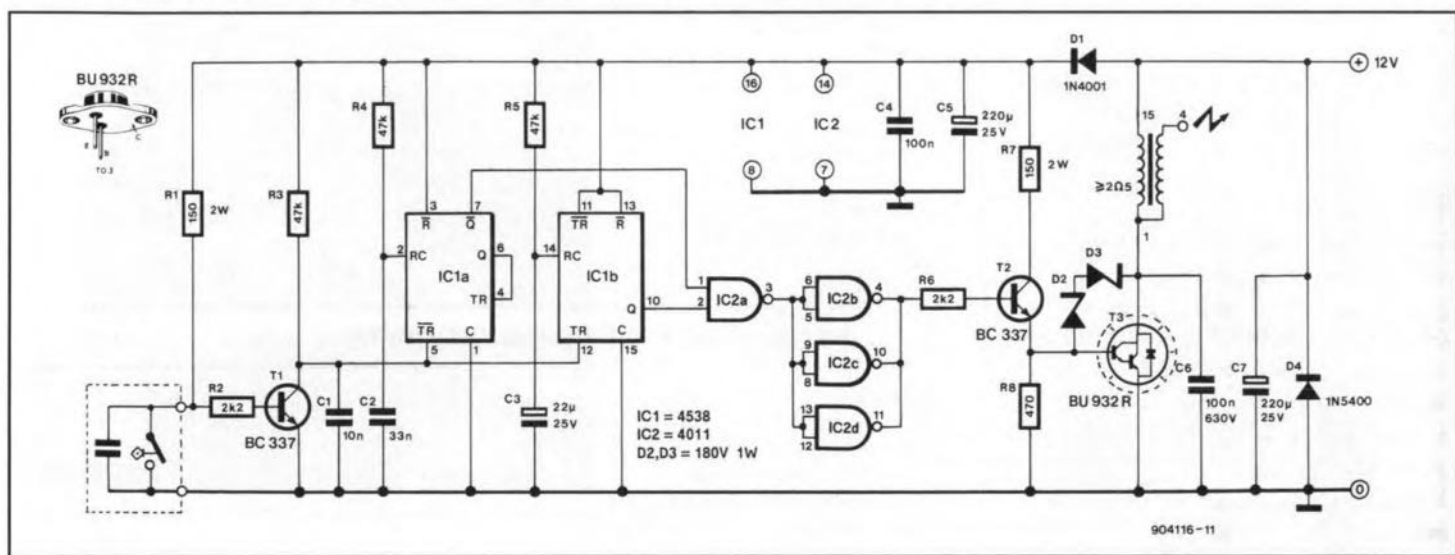 BU 932R
E
B
C
TO 3
R1
150
2W
R3
47k
R4
47k
R5
47k
R2
2k2
T1
BC 337
C1
10n
C2
33n
C3
22µ
25V
3
7
R̅
Q̅
2
RC
Q
6
IC1a
TR
4
T̅R̅
C
5
1
11
13
T̅R̅
R̅
14
RC
IC1b
Q
10
TR
C
12
15
16
14
IC1
IC2
8
7
C4
100n
C5
220µ
25V
1
2
IC2a
3
6
5
IC2b
4
9
8
IC2c
10
13
12
IC2d
11
IC1 = 4538
IC2 = 4011
D2,D3 = 180V 1W
R6
2k2
R7
150
2W
T2
BC 337
R8
470
D1
1N4001
15
4
≥2Ω5
1
D2
D3
T3
BU 932R
C6
100n
630V
C7
220µ
25V
D4
1N5400
+ 12V
0
904116-11